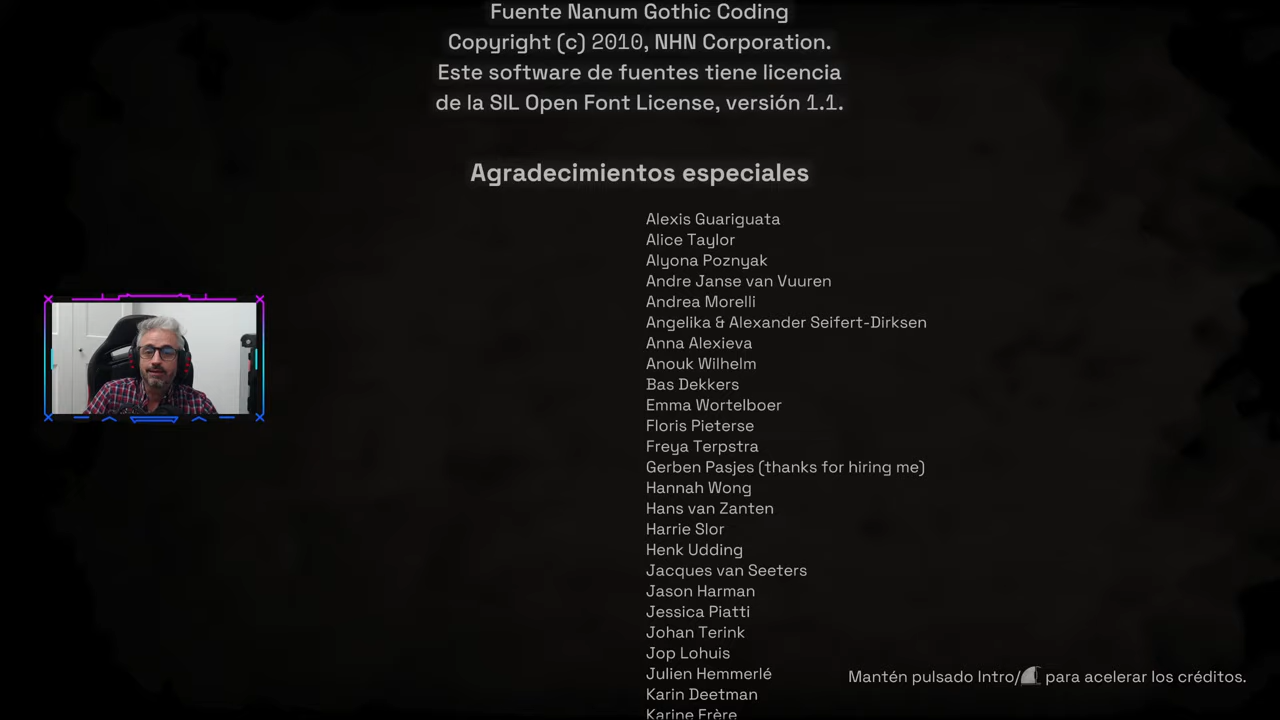 Fuente Nanum Gothic Coding
Copyright (c) 2010, NHN Corporation.
Este software de fuentes tiene licencia
de la SIL Open Font License, versión 1.1.
Agradecimientos especiales
Alexis Guariguata
Alice Taylor
Alyona Poznyak
Andre Janse van Vuuren
Andrea Morelli
Angelika & Alexander Seifert-Dirksen
Anna Alexieva
Anouk Wilhelm
Bas Dekkers
Emma Wortelboer
Floris Pieterse
Freya Terpstra
Gerben Pasjes (thanks for hiring me)
Hannah Wong
Hans van Zanten
Harrie Slor
Henk Udding
Jacques van Seeters
Jason Harman
Jessica Piatti
Johan Terink
Jop Lohuis
Julien Hemmerlé
Karin Deetman
Karine Frère
Mantén pulsado Intro/ para acelerar los créditos.